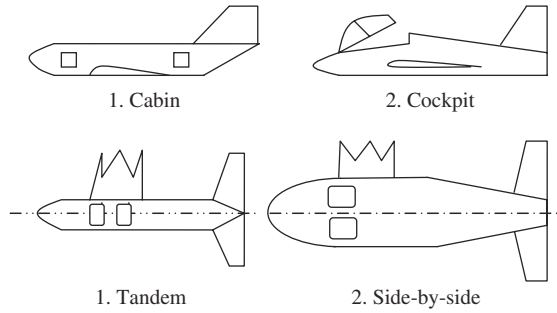 1. Cabin
2. Cockpit
1. Tandem
2. Side-by-side